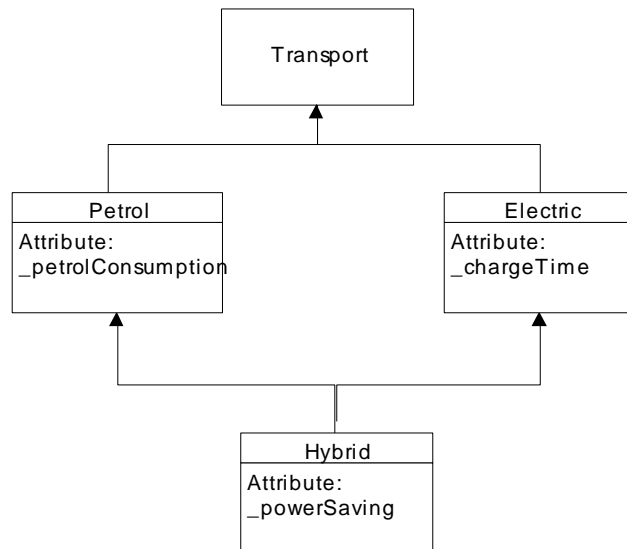 Transport
Petrol
Attribute:
_petrolConsumption
Electric
Attribute:
_chargeTime
Hybrid
Attribute:
_powerSaving